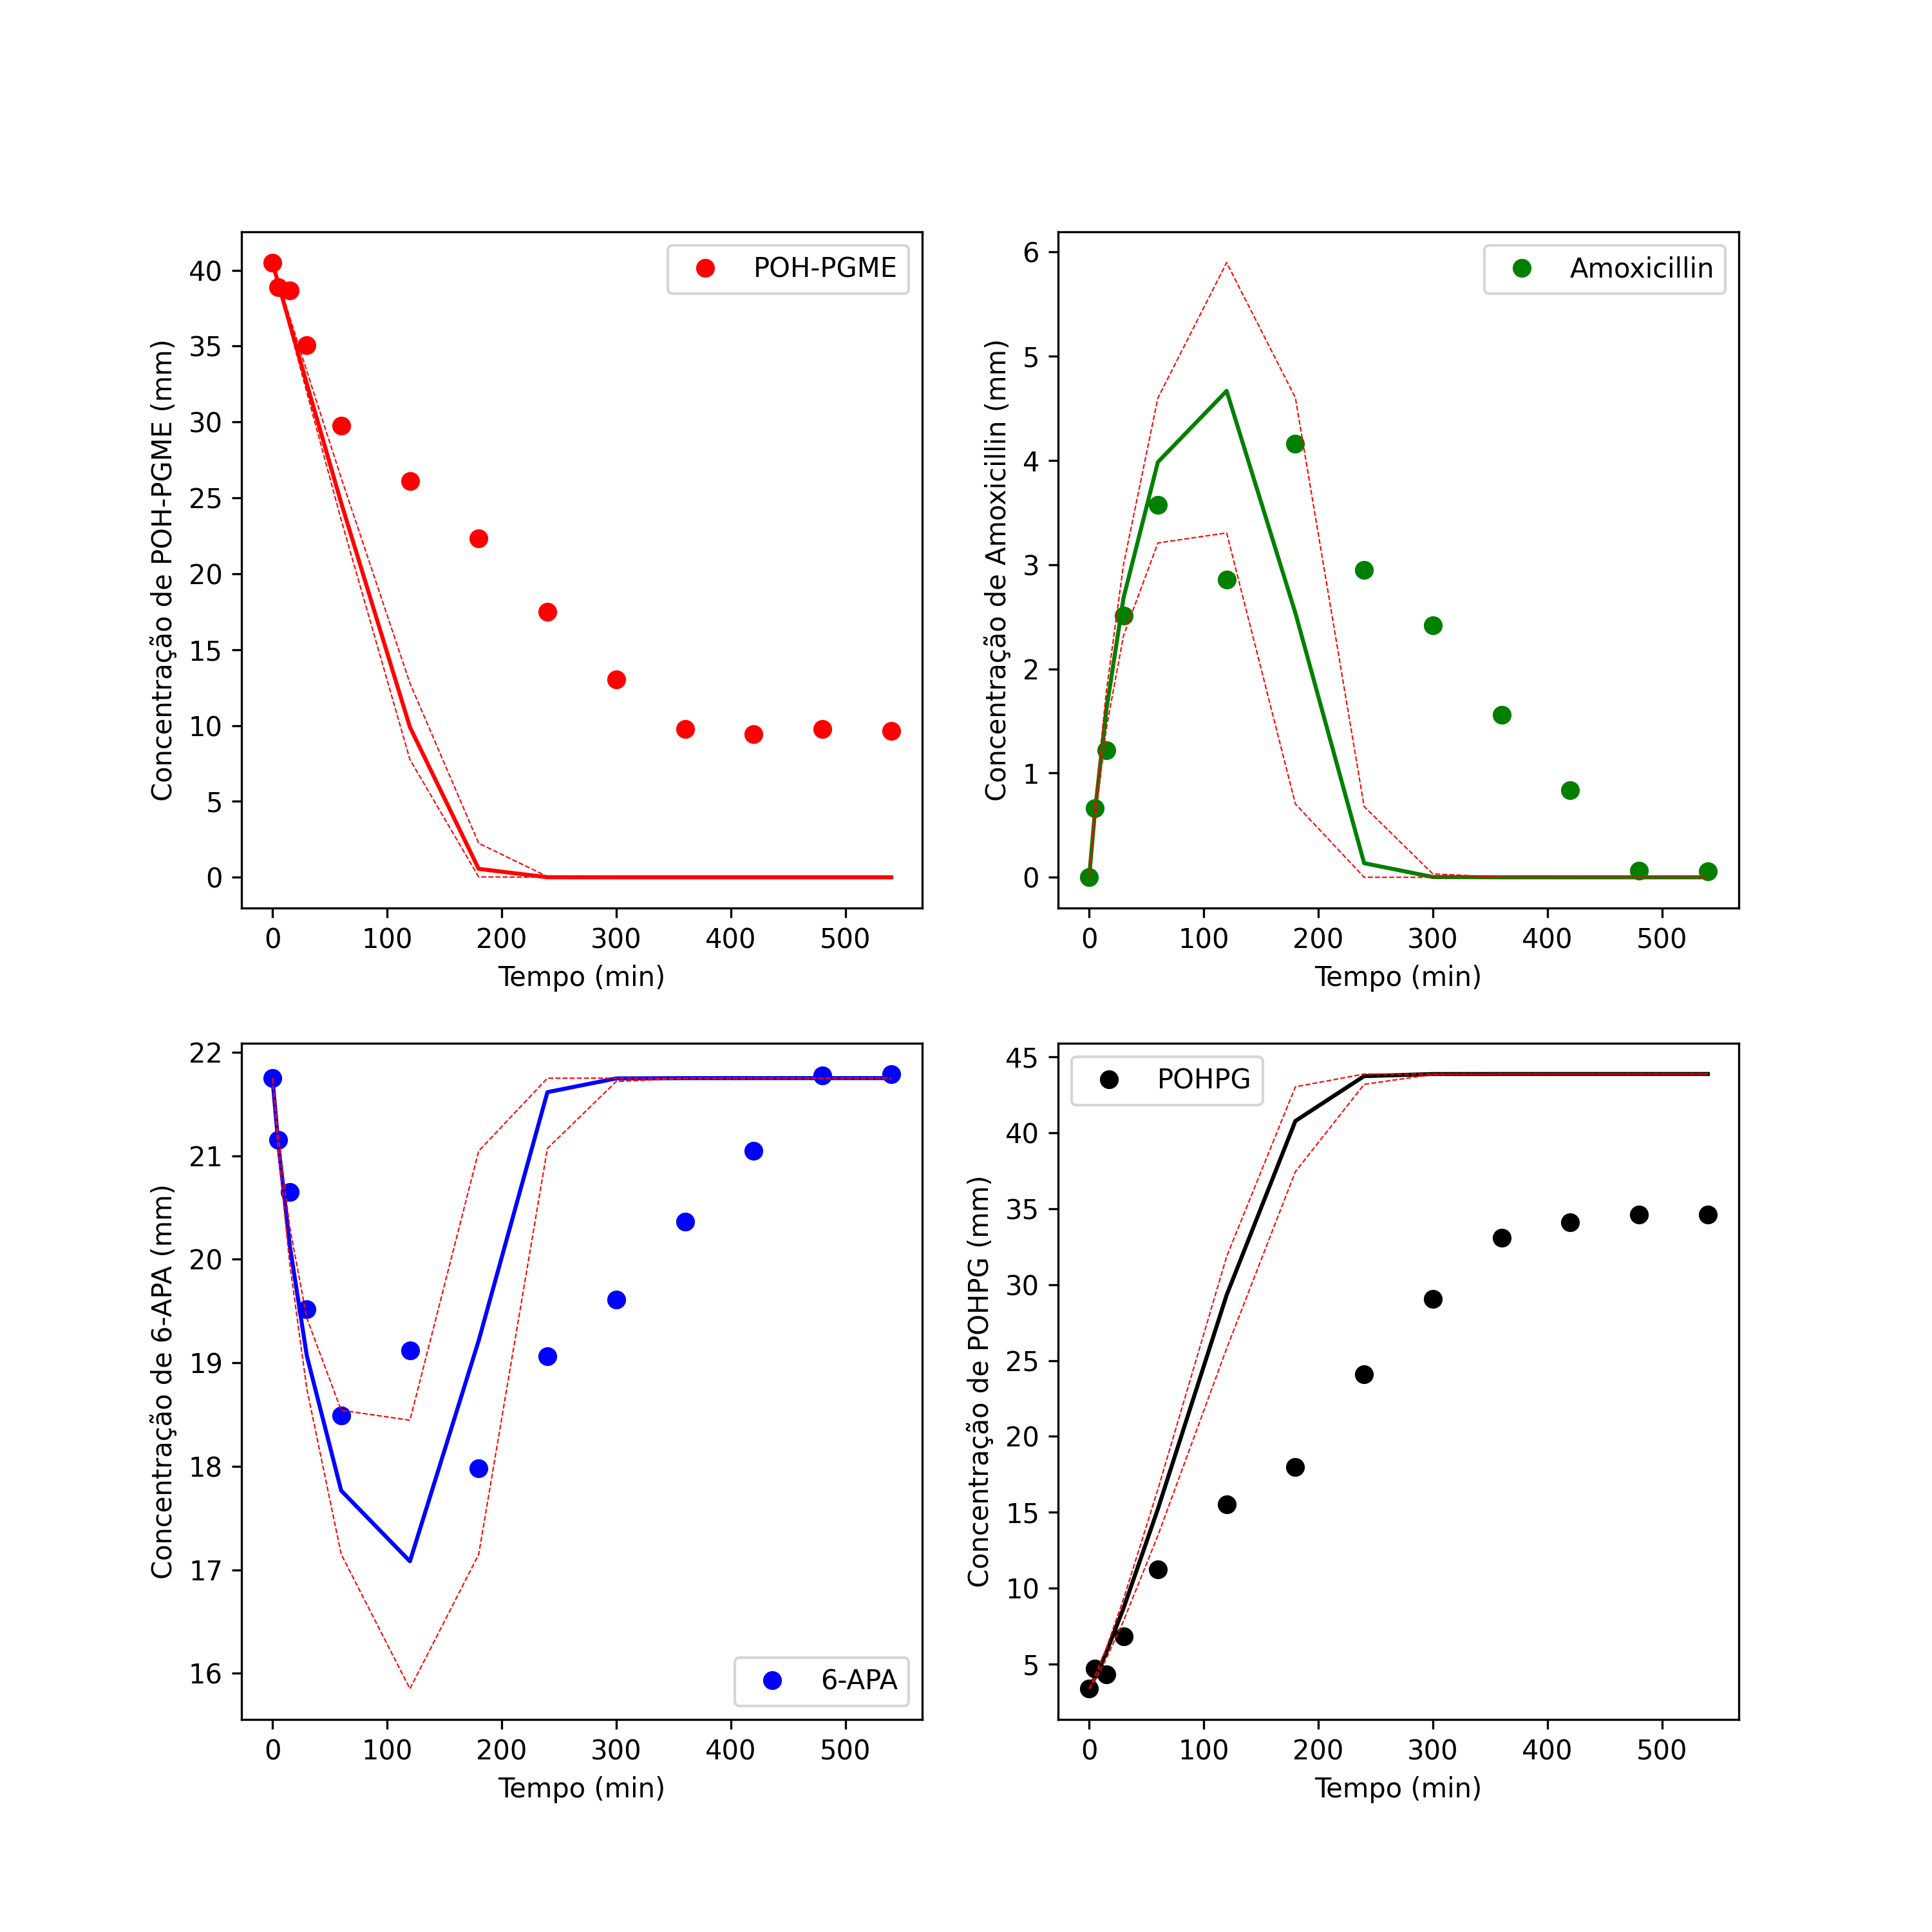 POH-PGME
Concentração de POH-PGME (mm)
40
35
30
25
20
15
10
5
0
0 100 200 300 400 500
Tempo (min)
Amoxicillin
Concentração de Amoxicillin (mm)
6
5
4
3
2
1
0
0 100 200 300 400 500
Tempo (min)
Concentração de 6-APA (mm)
22
21
20
19
18
17
16
6-APA
0 100 200 300 400 500
Tempo (min)
POHPG
Concentração de POHPG (mm)
45
40
35
30
25
20
15
10
5
0 100 200 300 400 500
Tempo (min)